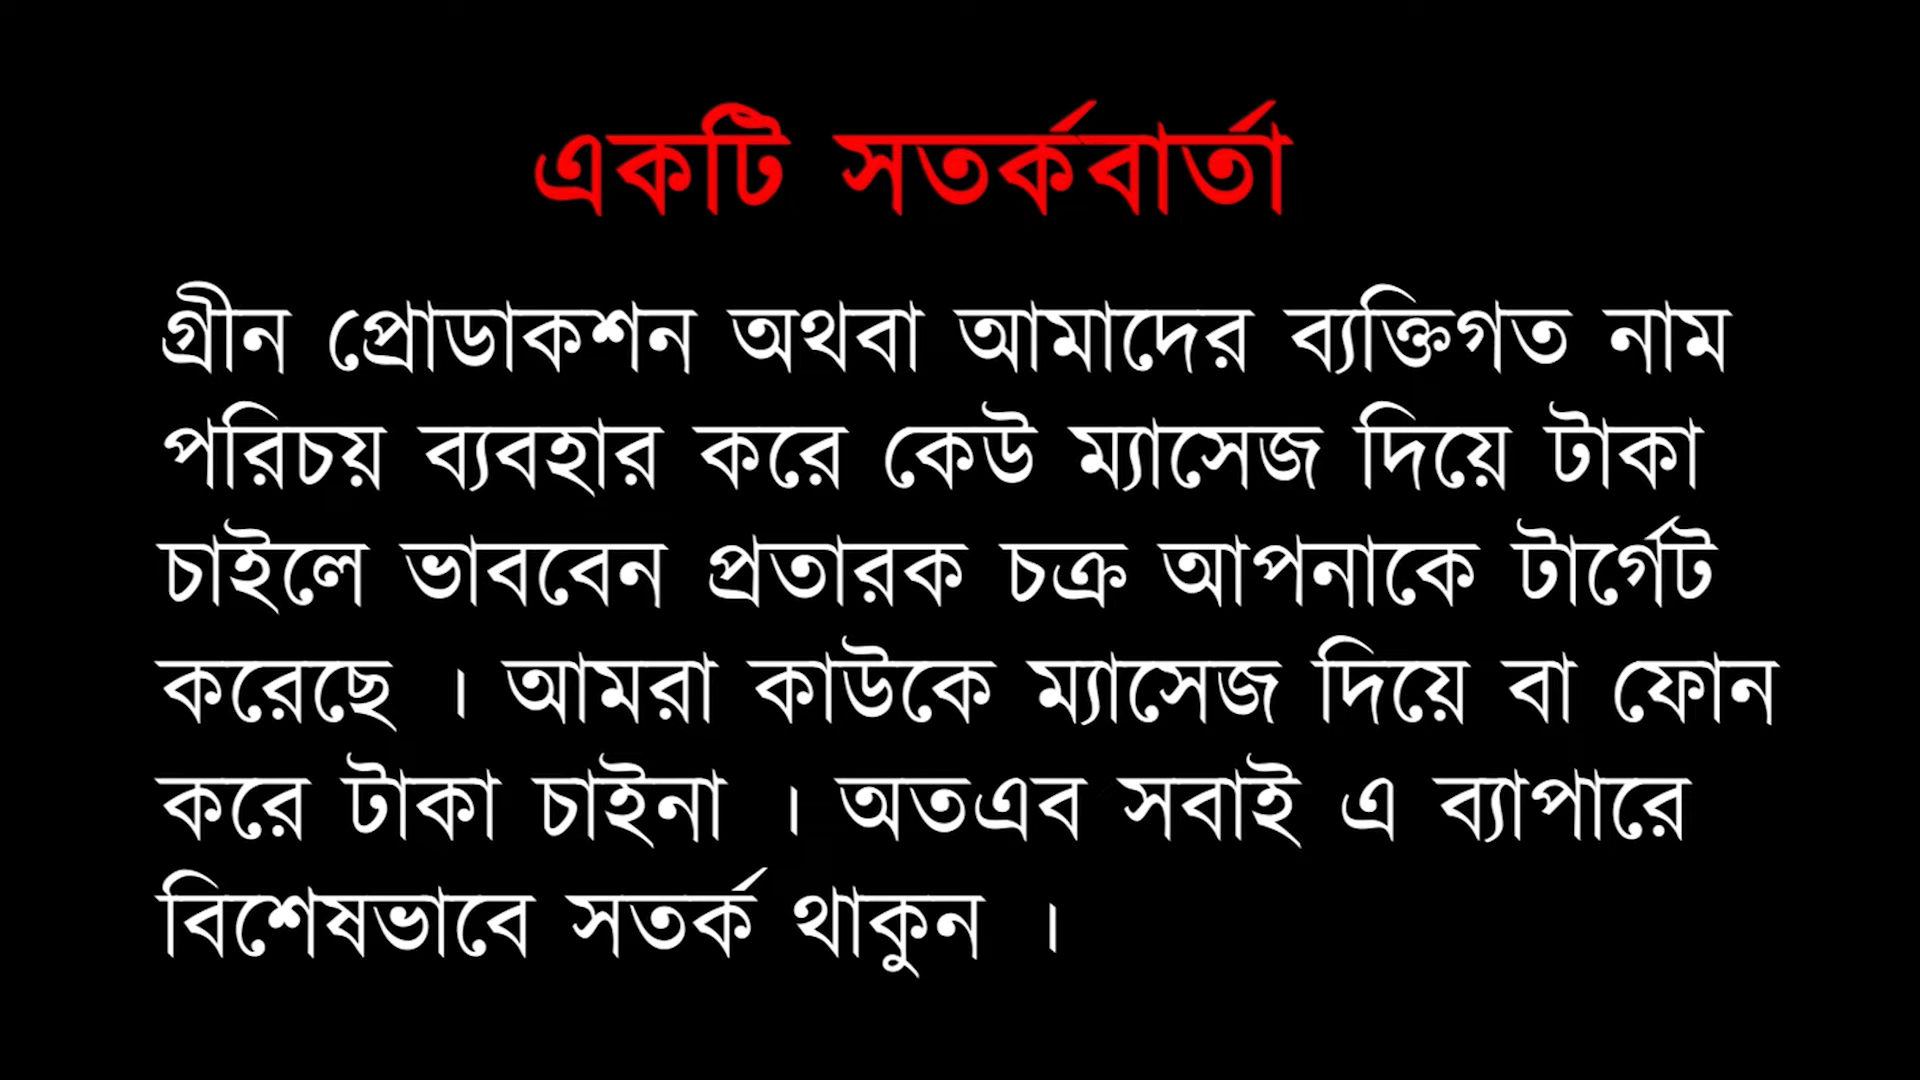 একটি সতর্কবার্তা
গ্রীন প্রোডাকশন অথবা আমাদের ব্যক্তিগত নাম
পরিচয় ব্যবহার করে কেউ ম্যাসেজ দিয়ে টাকা
চাইলে ভাববেন প্রতারক চক্র আপনাকে টার্গেট
করেছে । আমরা কাউকে ম্যাসেজ দিয়ে বা ফোন
করে টাকা চাইনা । অতএব সবাই এ ব্যাপারে
বিশেষভাবে সতর্ক থাকুন ।